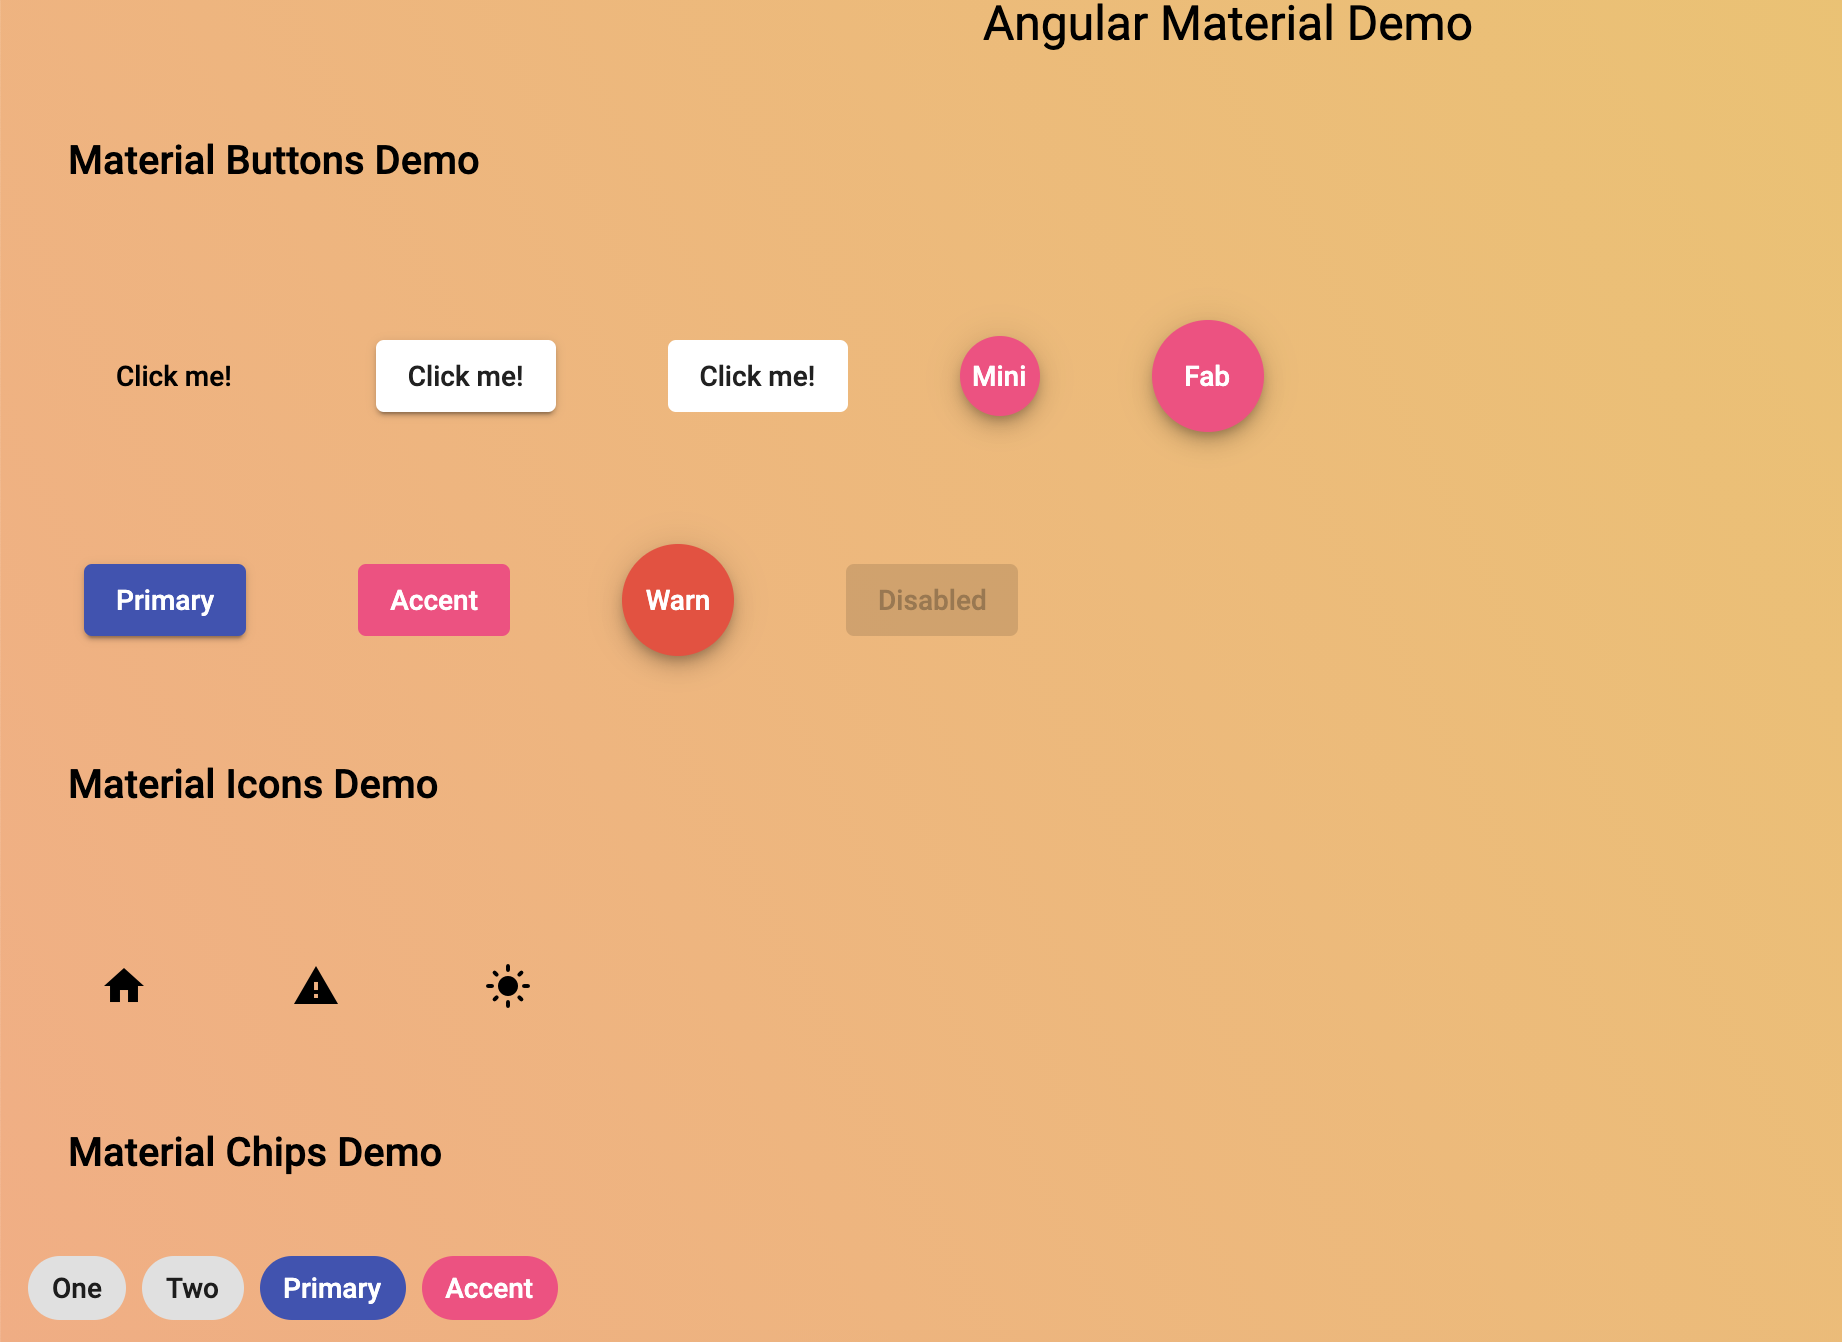 Angular Material Demo
Material Buttons Demo
Click me! Click me! Click me! Mini Fab
Primary Accent Warn Disabled
Material Icons Demo
Material Chips Demo
One Two Primary Accent